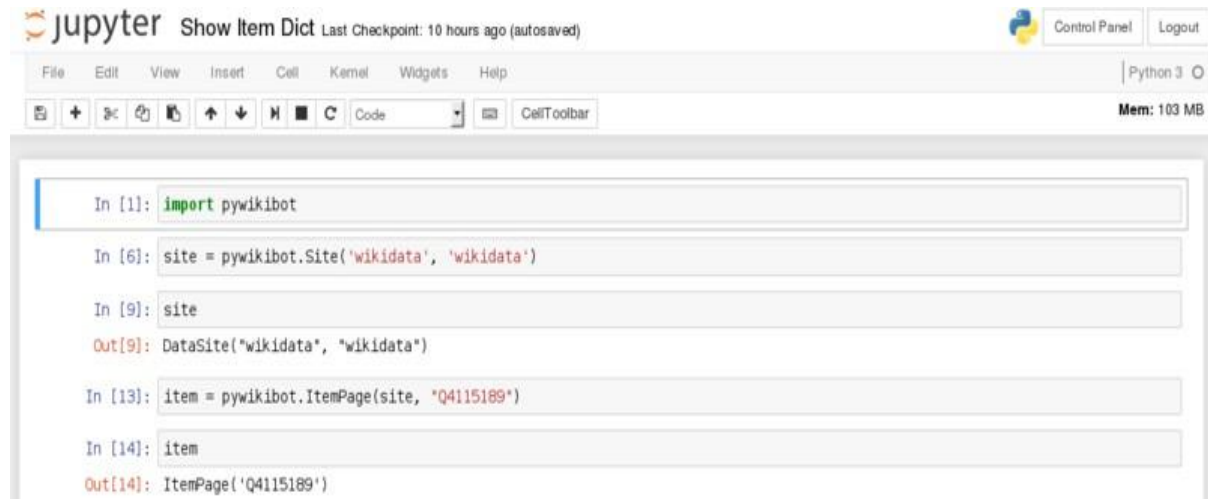 jupyter Show Item Dict Last Checkpoint: 10 hours ago (autosaved) Control Panel Logout
File Edit View Insert Cell Kernel Widgets Help Python 3
Code CellToolbar Mem: 103 MB
In [1]: import pywikibot
In [6]: site = pywikibot.Site('wikidata', 'wikidata')
In [9]: site
Out[9]: DataSite("wikidata", "wikidata")
In [13]: item = pywikibot.ItemPage(site, "Q4115189")
In [14]: item
Out[14]: ItemPage('Q4115189')